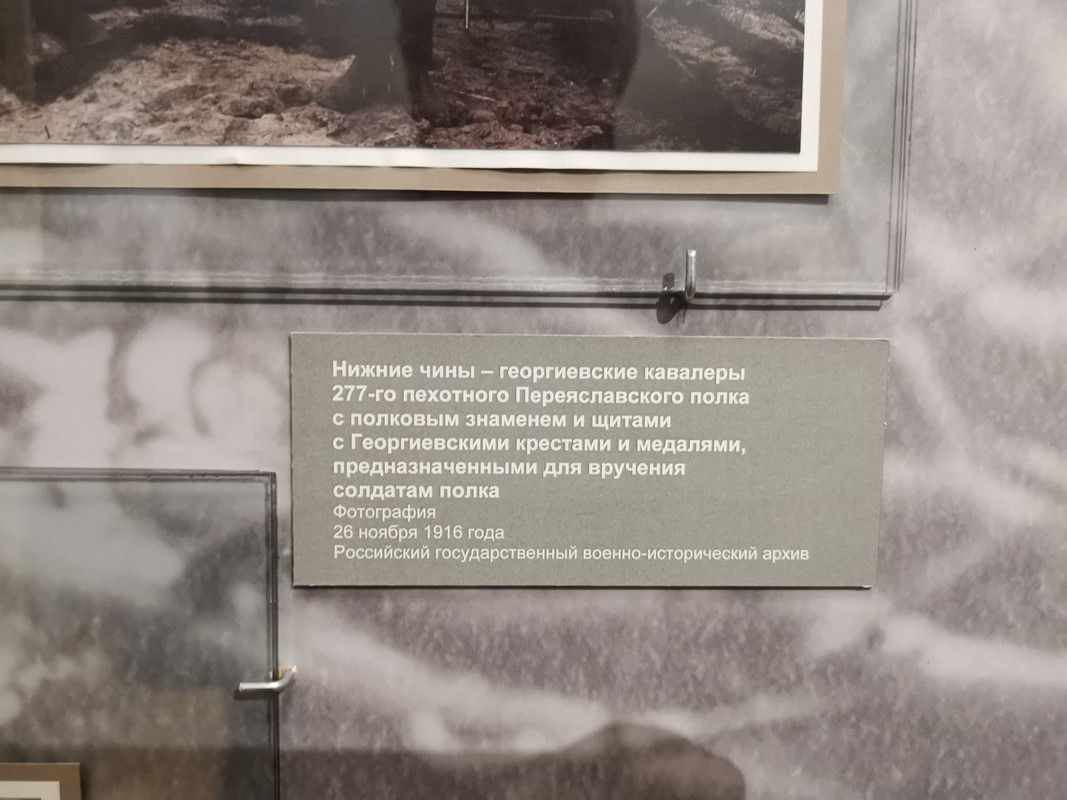 Нижние чины – георгиевские кавалеры
277-го пехотного Переяславского полка
с полковым знаменем и щитами
с Георгиевскими крестами и медалями,
предназначенными для вручения
солдатам полка
Фотография
26 ноября 1916 года
Российский государственный военно-исторический архив